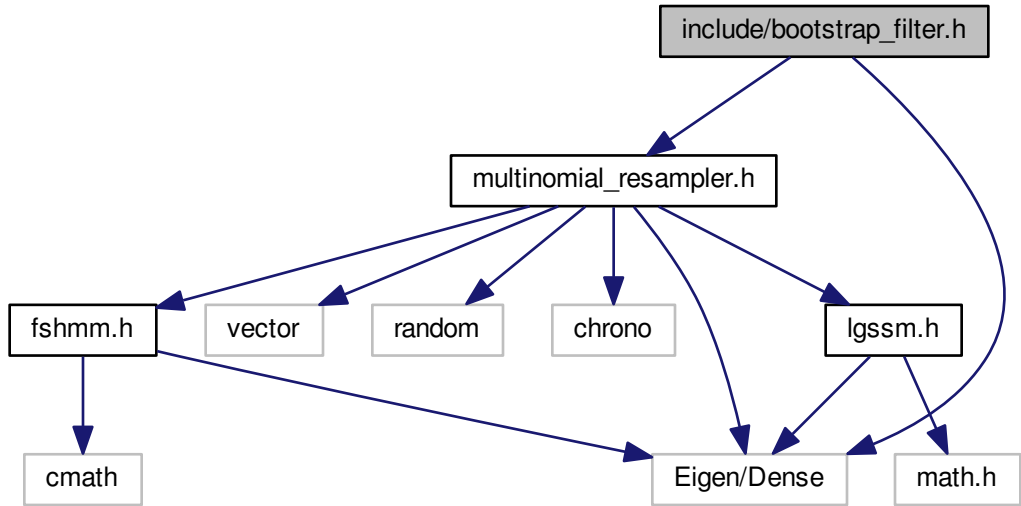 include/bootstrap_filter.h
multinomial_resampler.h
fshmm.h
vector
random
chrono
lgssm.h
cmath
Eigen/Dense
math.h